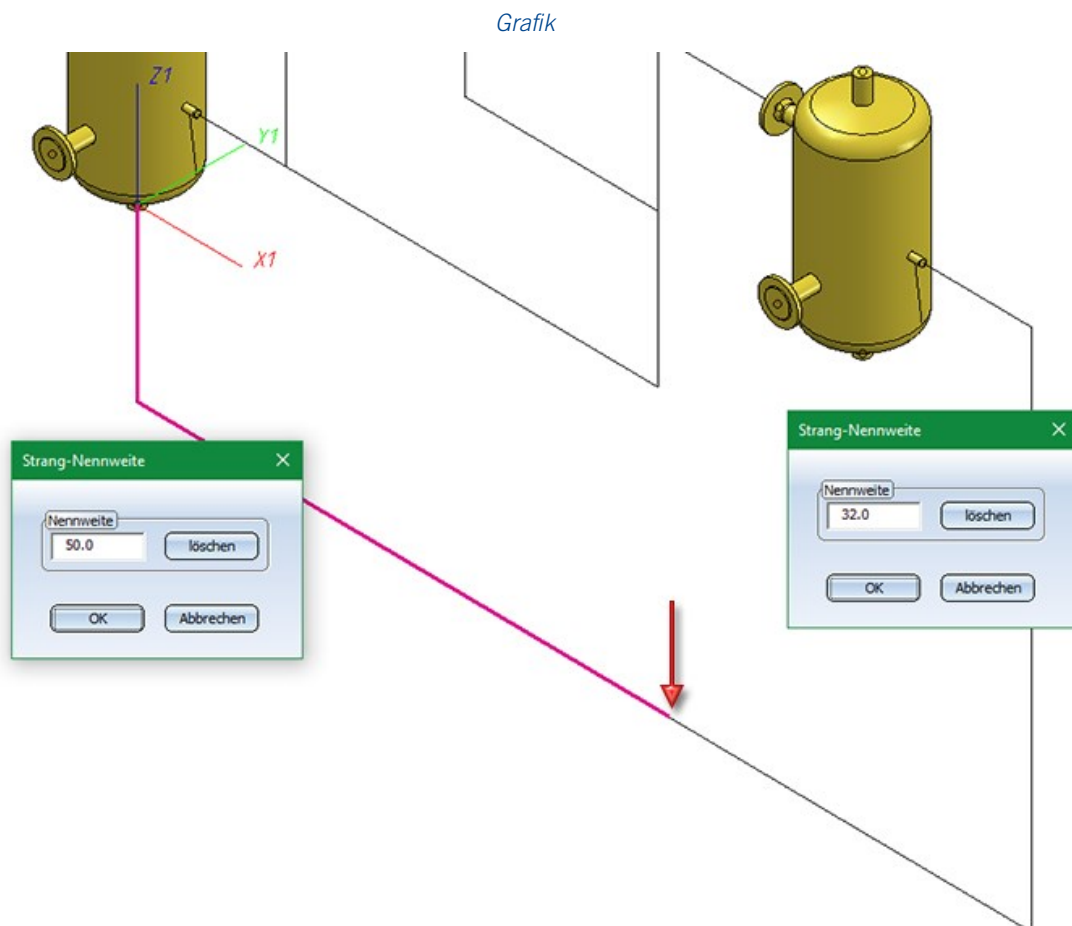 Grafik
Z1
Y1
X1
Strang-Nennweite
Nennweite
50.0
löschen
OK
Abbrechen
Strang-Nennweite
Nennweite
32.0
löschen
OK
Abbrechen